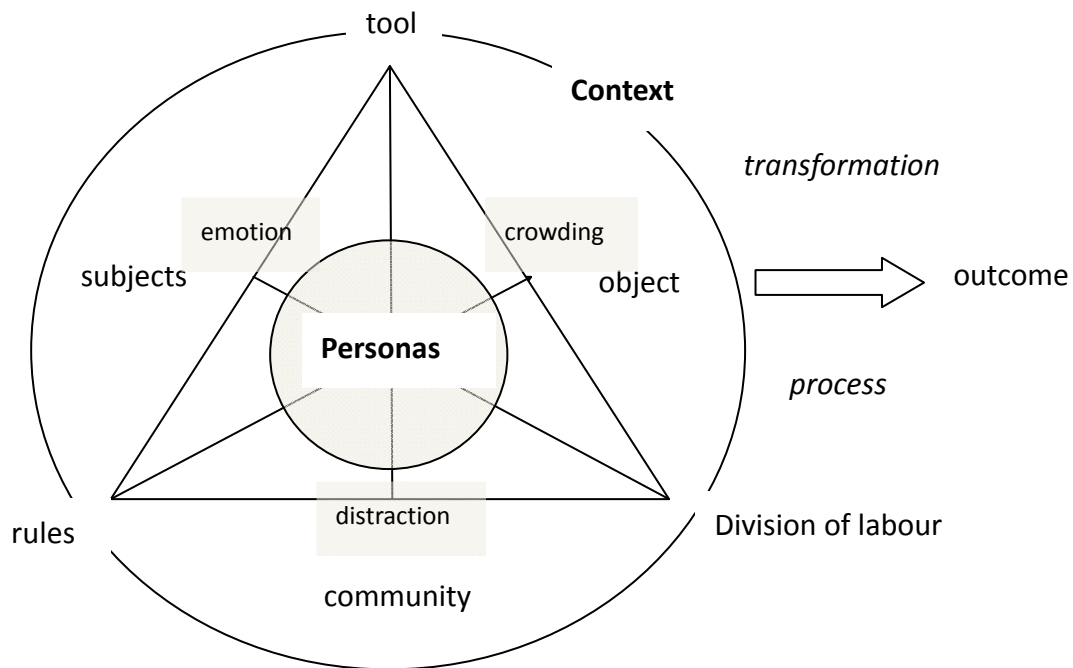 tool
Context
transformation
emotion
crowding
subjects
object
outcome
Personas
process
distraction
rules
Division of labour
community